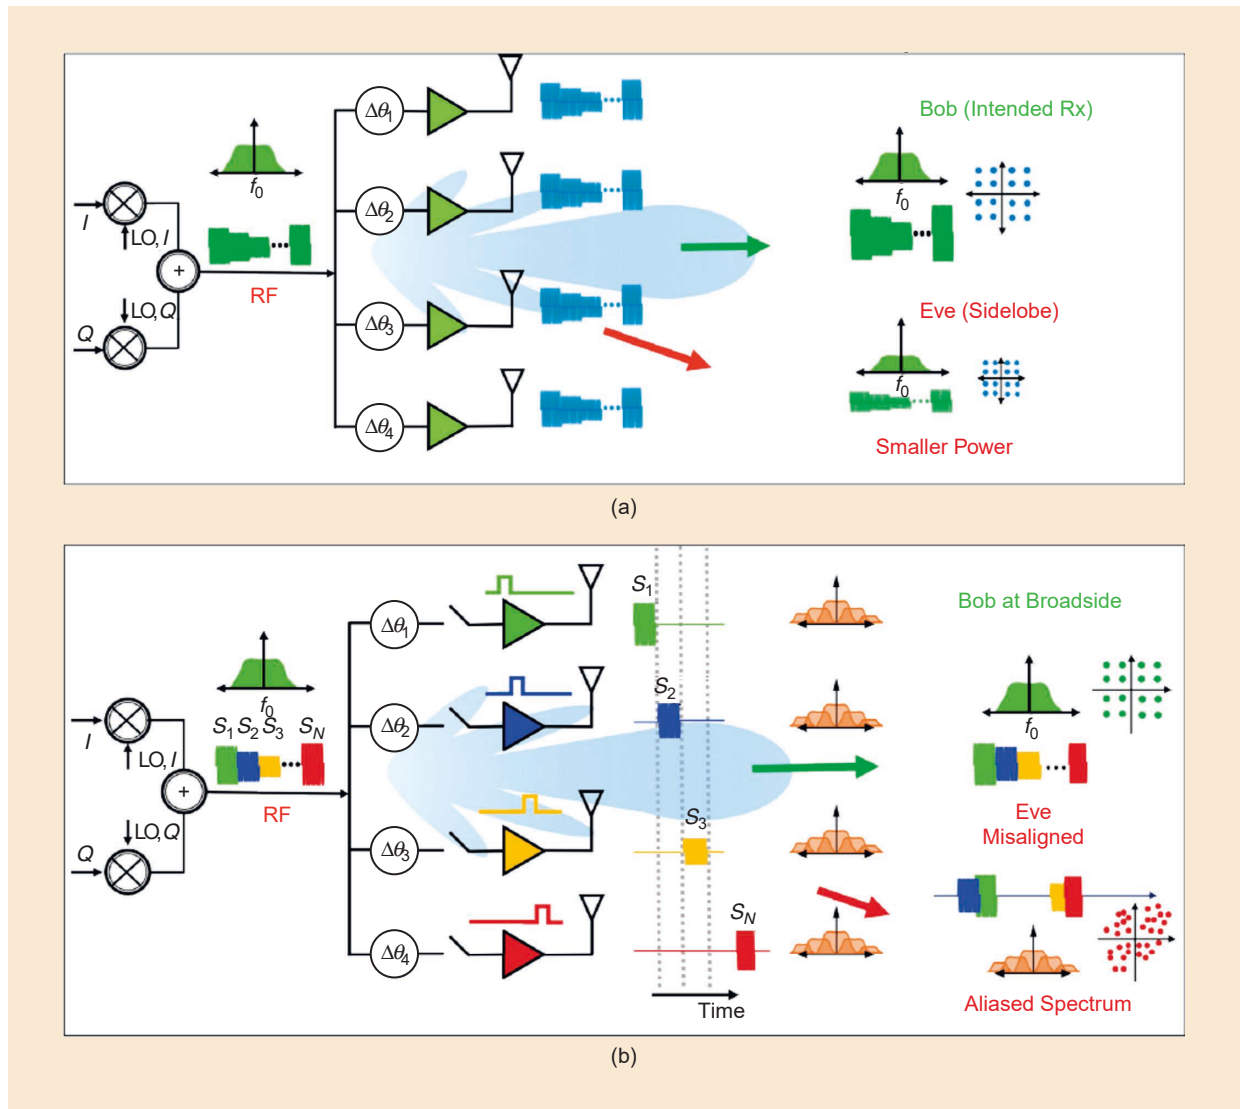 Bob (Intended Rx)
Δθ1
f0
Δθ2
f0
I
LO, I
+
RF
LO, Q
Eve (Sidelobe)
Q
Δθ3
f0
Δθ4
Smaller Power
(a)
S1
Bob at Broadside
Δθ1
f0
S2
S1 S2 S3 SN
Δθ2
f0
I
LO, I
+
RF
Eve
Misaligned
S3
LO, Q
Q
Δθ3
SN
Δθ4
Time
Aliased Spectrum
(b)